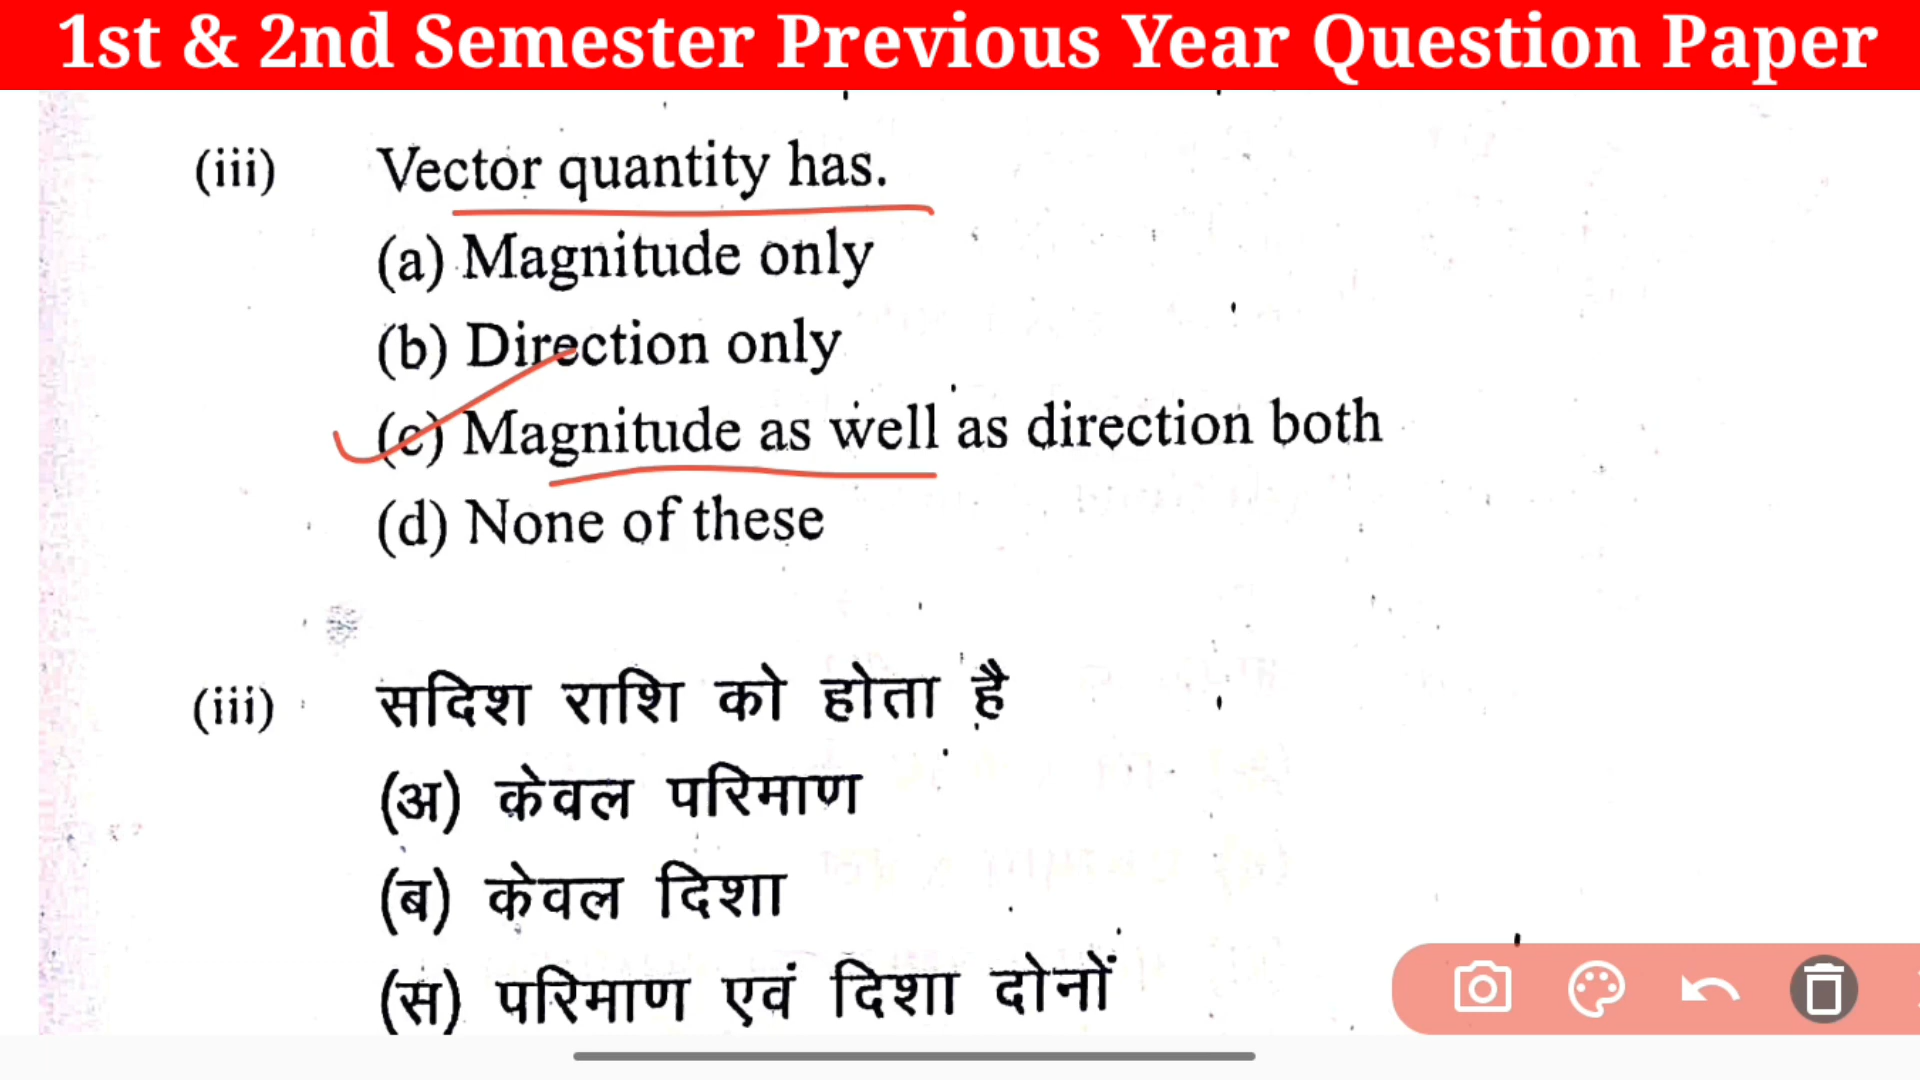 1st & 2nd Semester Previous Year Question Paper
(iii) Vector quantity has.
(a) Magnitude only
(b) Direction only
(c) Magnitude as well as direction both
(d) None of these
(iii) सदिश राशि को होता है
(अ) केवल परिमाण
(ब) केवल दिशा
(स) परिमाण एवं दिशा दोनों